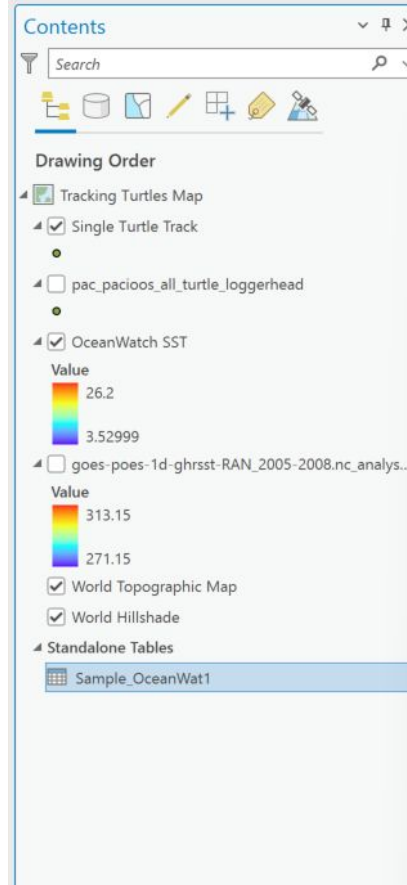 Contents
Search
Drawing Order
Tracking Turtles Map
Single Turtle Track
pac_pacioos_all_turtle_loggerhead
OceanWatch SST
Value
26.2
3.52999
goes-poes-1d-ghrsst-RAN_2005-2008.nc_analys...
Value
313.15
271.15
World Topographic Map
World Hillshade
Standalone Tables
Sample_OceanWat1